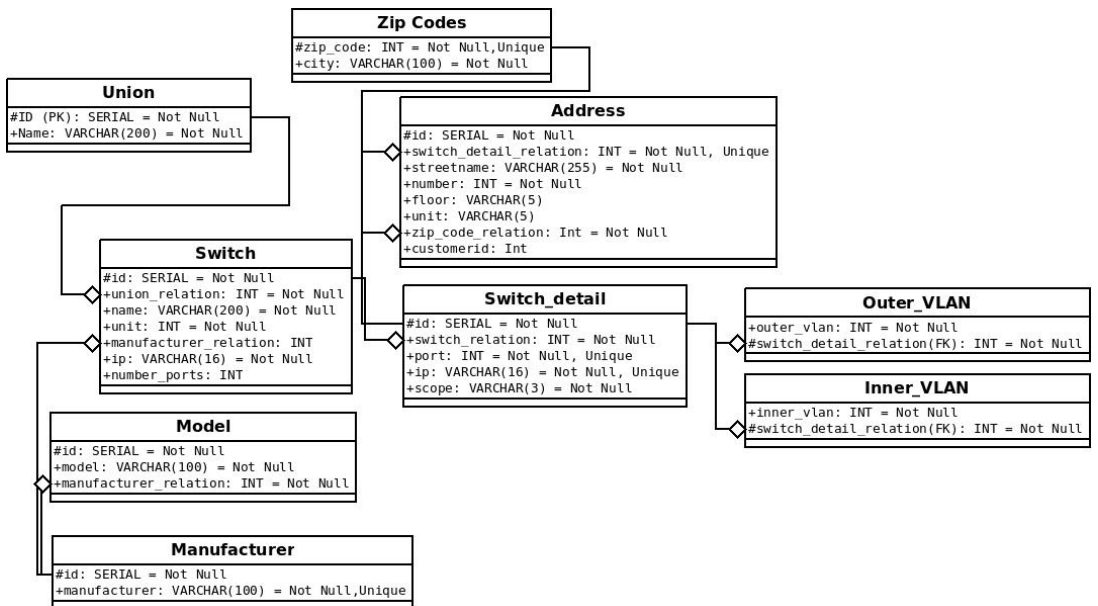 Zip Codes
#zip_code: INT = Not Null,Unique
+city: VARCHAR(100) = Not Null
Union
#ID (PK): SERIAL = Not Null
+Name: VARCHAR(200) = Not Null
Address
#id: SERIAL = Not Null
+switch_detail_relation: INT = Not Null, Unique
+streetname: VARCHAR(255) = Not Null
+number: INT = Not Null
+floor: VARCHAR(5)
+unit: VARCHAR(5)
+zip_code_relation: Int = Not Null
+customerid: Int
Switch
#id: SERIAL = Not Null
+union_relation: INT = Not Null
+name: VARCHAR(200) = Not Null
+unit: INT = Not Null
+manufacturer_relation: INT
+ip: VARCHAR(16) = Not Null
+number_ports: INT
Switch_detail
#id: SERIAL = Not Null
+switch_relation: INT = Not Null
+port: INT = Not Null, Unique
+ip: VARCHAR(16) = Not Null, Unique
+scope: VARCHAR(3) = Not Null
Outer_VLAN
+outer_vlan: INT = Not Null
#switch_detail_relation(FK): INT = Not Null
Inner_VLAN
+inner_vlan: INT = Not Null
#switch_detail_relation(FK): INT = Not Null
Model
#id: SERIAL = Not Null
+model: VARCHAR(100) = Not Null
+manufacturer_relation: INT = Not Null
Manufacturer
#id: SERIAL = Not Null
+manufacturer: VARCHAR(100) = Not Null,Unique